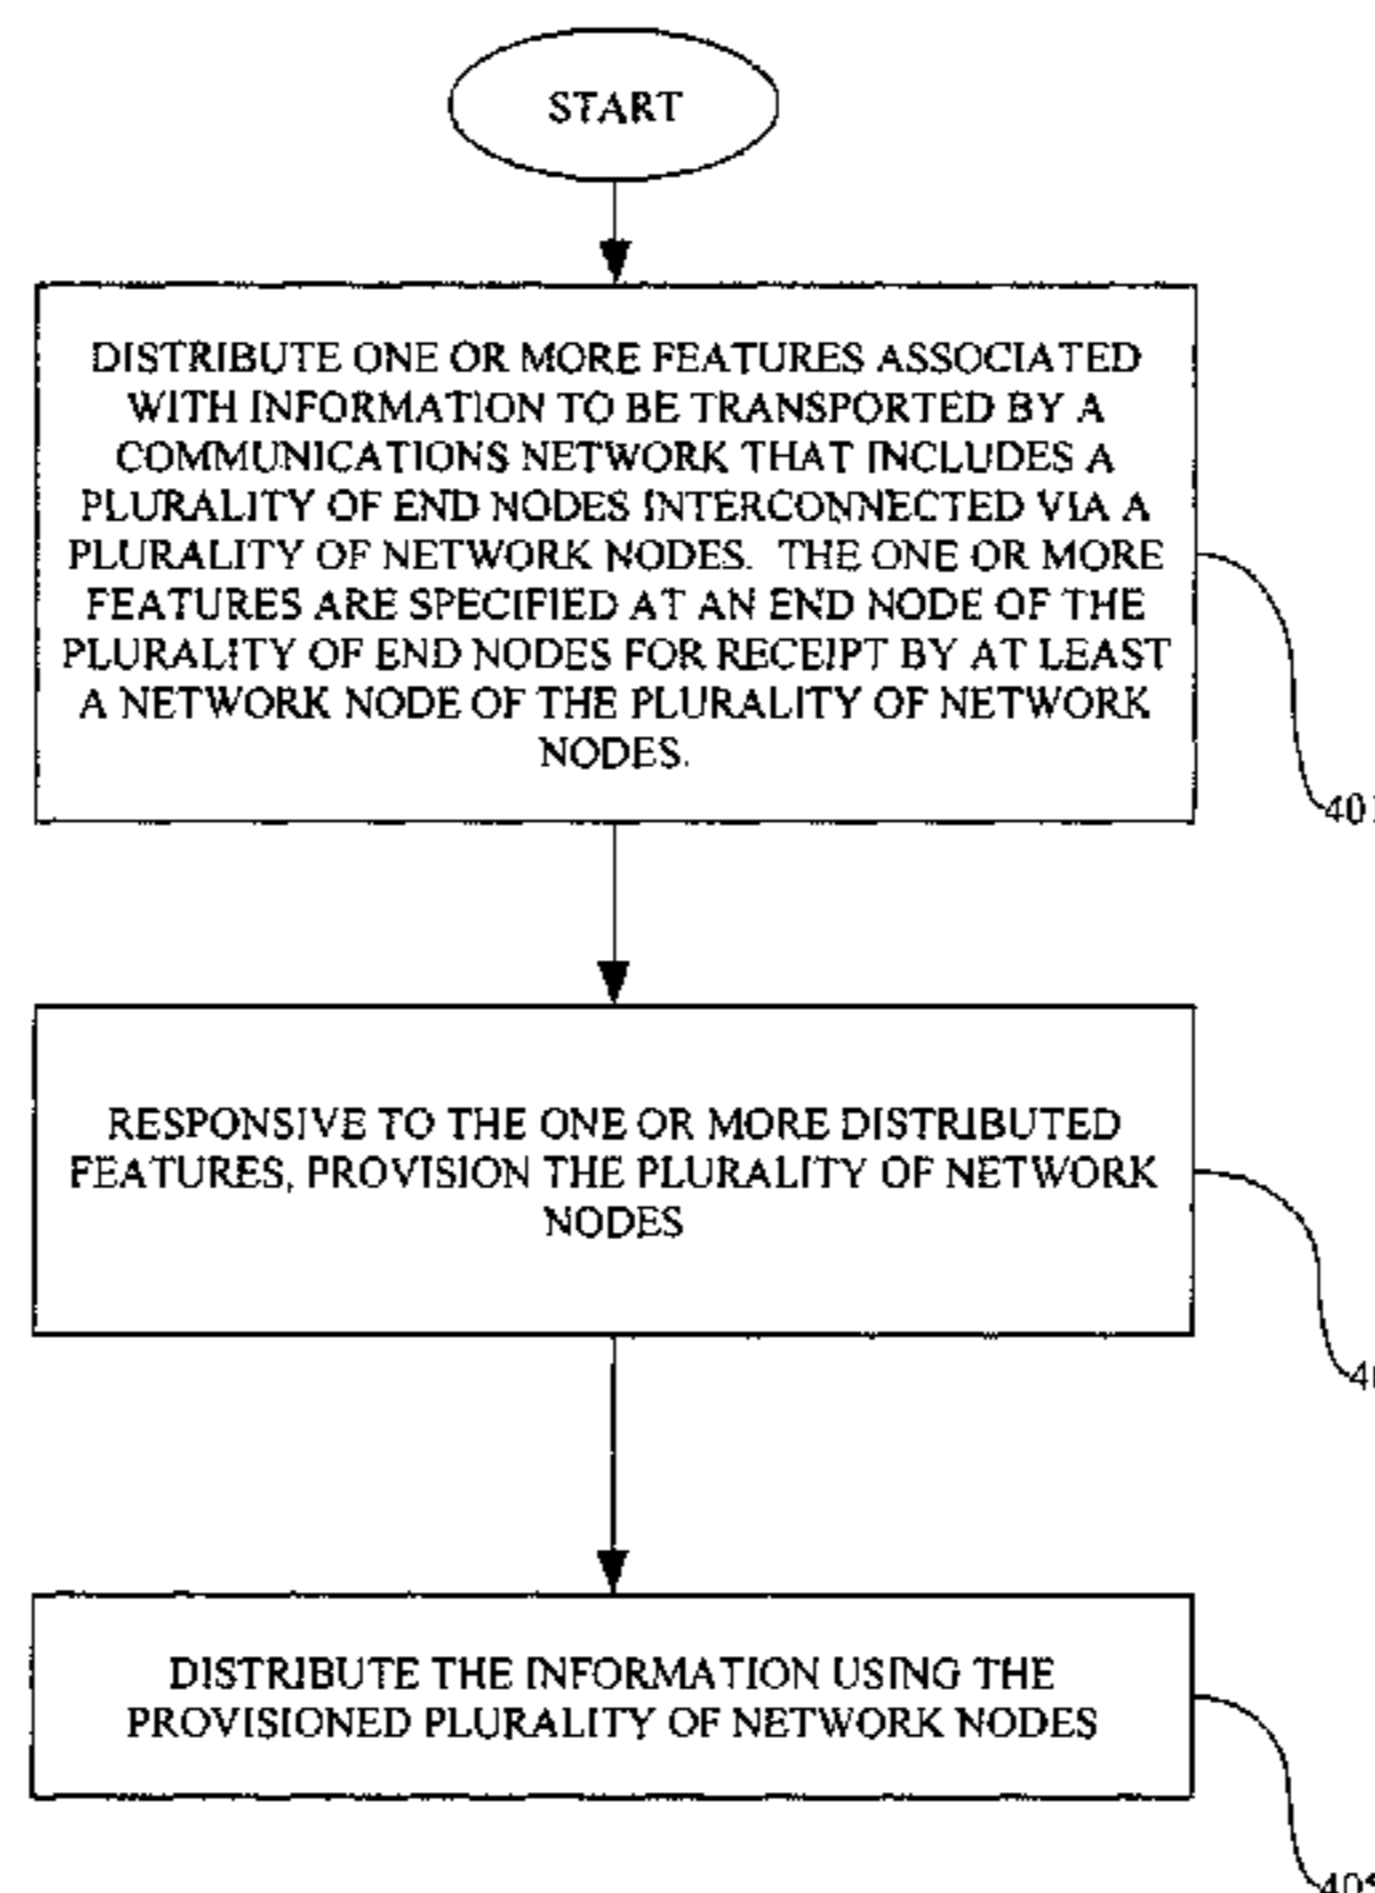 START
DISTRIBUTE ONE OR MORE FEATURES ASSOCIATED
WITH INFORMATION TO BE TRANSPORTED BY A
COMMUNICATIONS NETWORK THAT INCLUDES A
PLURALITY OF END NODES INTERCONNECTED VIA A
PLURALITY OF NETWORK NODES. THE ONE OR MORE
FEATURES ARE SPECIFIED AT AN END NODE OF THE
PLURALITY OF END NODES FOR RECEIPT BY AT LEAST
A NETWORK NODE OF THE PLURALITY OF NETWORK
NODES.
401
RESPONSIVE TO THE ONE OR MORE DISTRIBUTED
FEATURES, PROVISION THE PLURALITY OF NETWORK
NODES
DISTRIBUTE THE INFORMATION USING THE
PROVISIONED PLURALITY OF NETWORK NODES